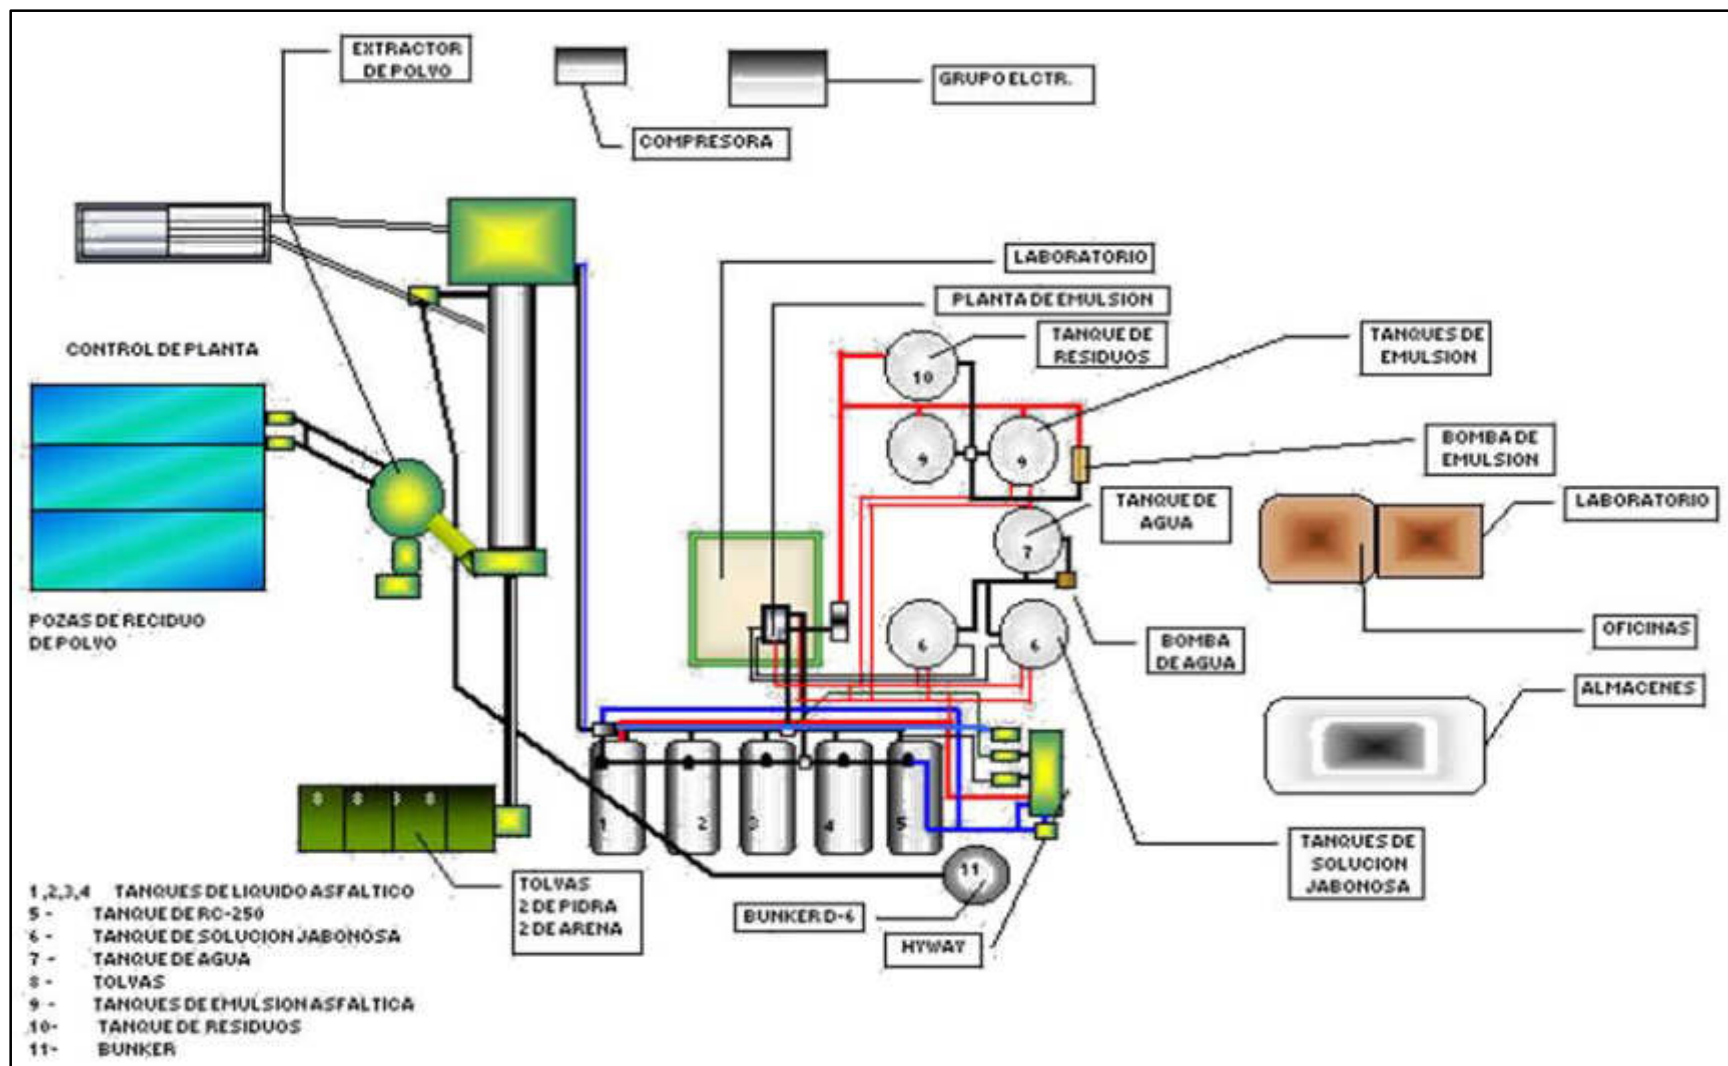 EXTRACTOR
DE POLVO
COMPRESORA
GRUPO ELCTR.
LABORATORIO
PLANTA DE EMULSION
TANQUE DE
RESIDUOS
TANQUES DE
EMULSION
CONTROL DE PLANTA
10
9
9
BOMBA DE
EMULSION
TANQUE DE
AGUA
LABORATORIO
7
POZAS DE RECIDUO
DE POLVO
6
6
BOMBA
DE AGUA
OFICINAS
ALMACENES
8 8 8
1 2 3 4 5
TANQUES DE
SOLUCION
JABONOSA
11
TOLVAS
2 DE PIDRA
2 DE ARENA
BUNKER D-6
HYWAY
1,2,3,4 TANQUES DE LIQUIDO ASFALTICO
5 - TANQUE DE RC-250
6 - TANQUE DE SOLUCION JABONOSA
7 - TANQUE DE AGUA
8 - TOLVAS
9 - TANQUES DE EMULSION ASFALTICA
10- TANQUE DE RESIDUOS
11- BUNKER